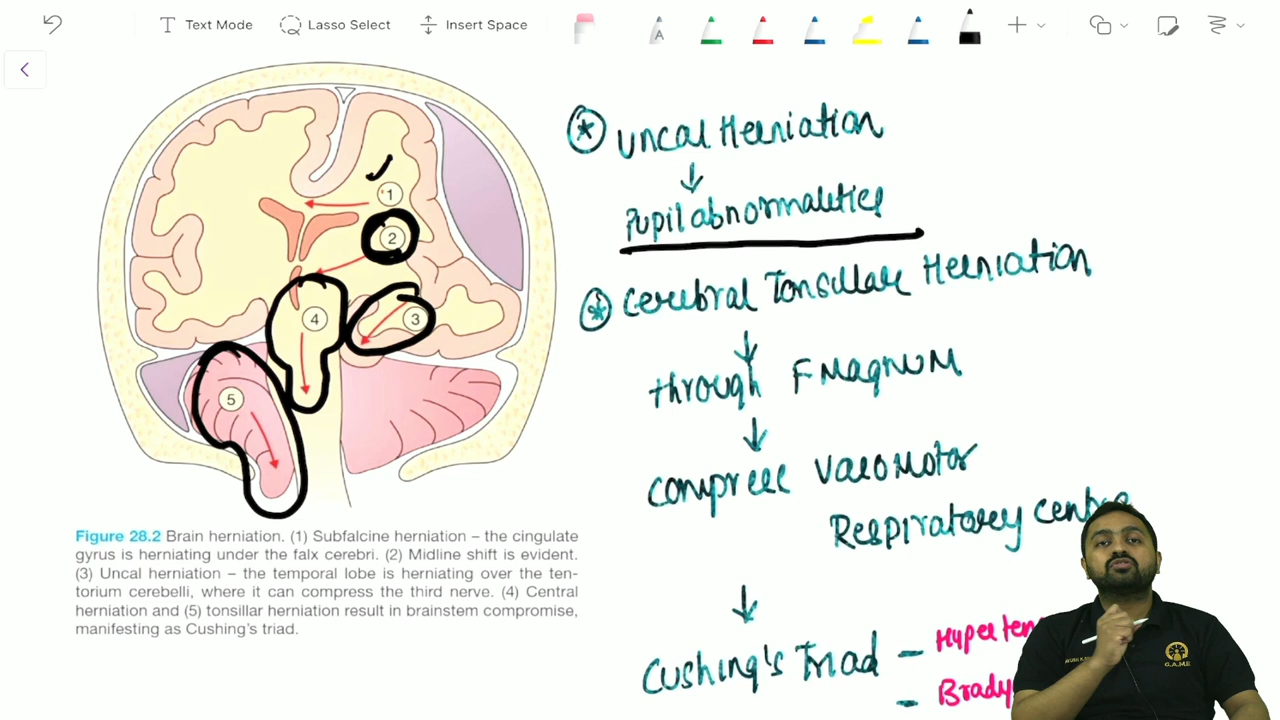 Text Mode
Lasso Select
Insert Space
A
1
2
3
4
5
Figure 28.2 Brain herniation. (1) Subfalcine herniation – the cingulate
gyrus is herniating under the falx cerebri. (2) Midline shift is evident.
(3) Uncal herniation – the temporal lobe is herniating over the ten-
torium cerebelli, where it can compress the third nerve. (4) Central
herniation and (5) tonsillar herniation result in brainstem compromise,
manifesting as Cushing's triad.
Uncal Herniation
Pupil abnormalities
Cerebral Tonsillar Herniation
through F Magnum
Compress Vasomotor
Respiratory centre
Cushing's Triad – Hyperten
– Brady
G.A.M.E